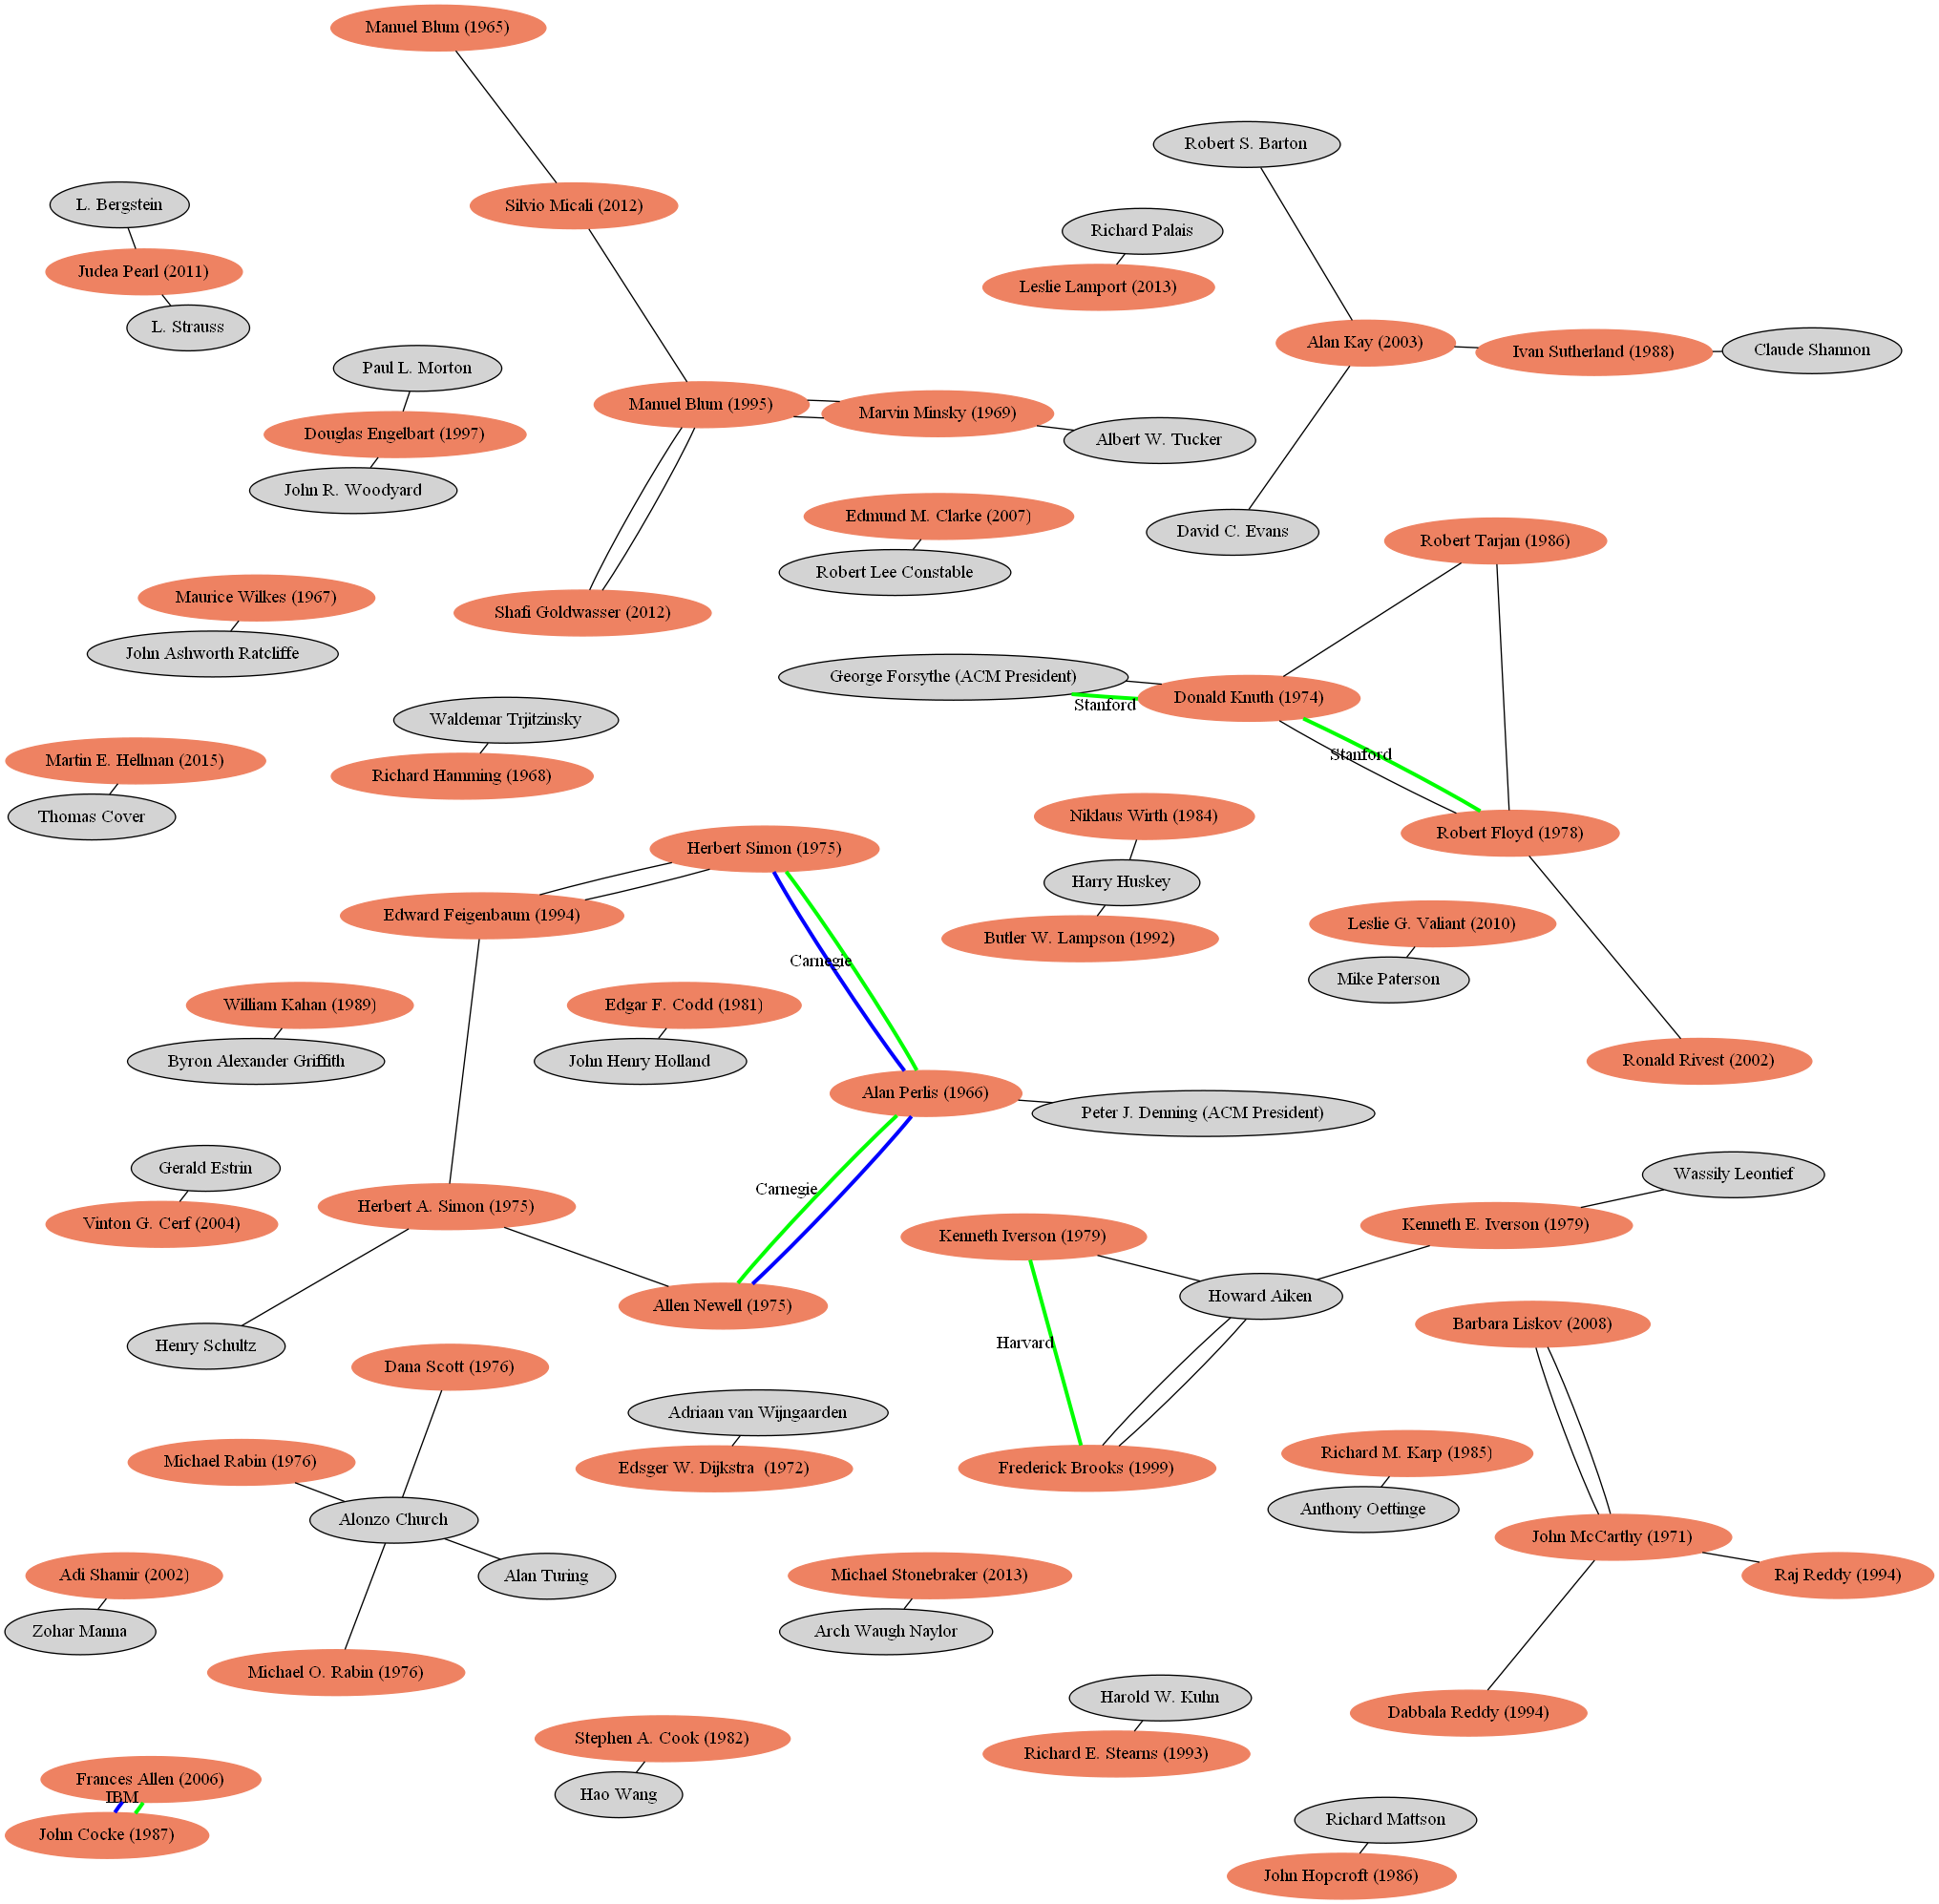 Manuel Blum (1965)
Robert S. Barton
L. Bergstein
Silvio Micali (2012)
Richard Palais
Judea Pearl (2011)
Leslie Lamport (2013)
L. Strauss
Alan Kay (2003)
Ivan Sutherland (1988)
Claude Shannon
Paul L. Morton
Manuel Blum (1995)
Marvin Minsky (1969)
Douglas Engelbart (1997)
Albert W. Tucker
John R. Woodyard
Edmund M. Clarke (2007)
David C. Evans
Robert Tarjan (1986)
Robert Lee Constable
Maurice Wilkes (1967)
Shafi Goldwasser (2012)
John Ashworth Ratcliffe
George Forsythe (ACM President)
Donald Knuth (1974)
Stanford
Waldemar Trjitzinsky
Stanford
Martin E. Hellman (2015)
Richard Hamming (1968)
Thomas Cover
Niklaus Wirth (1984)
Robert Floyd (1978)
Herbert Simon (1975)
Harry Huskey
Edward Feigenbaum (1994)
Leslie G. Valiant (2010)
Butler W. Lampson (1992)
Carnegie
Mike Paterson
William Kahan (1989)
Edgar F. Codd (1981)
Byron Alexander Griffith
John Henry Holland
Ronald Rivest (2002)
Alan Perlis (1966)
Peter J. Denning (ACM President)
Gerald Estrin
Wassily Leontief
Carnegie
Herbert A. Simon (1975)
Vinton G. Cerf (2004)
Kenneth E. Iverson (1979)
Kenneth Iverson (1979)
Howard Aiken
Allen Newell (1975)
Barbara Liskov (2008)
Henry Schultz
Harvard
Dana Scott (1976)
Adriaan van Wijngaarden
Michael Rabin (1976)
Edsger W. Dijkstra  (1972)
Frederick Brooks (1999)
Richard M. Karp (1985)
Anthony Oettinge
Alonzo Church
John McCarthy (1971)
Adi Shamir (2002)
Alan Turing
Michael Stonebraker (2013)
Raj Reddy (1994)
Zohar Manna
Arch Waugh Naylor
Michael O. Rabin (1976)
Harold W. Kuhn
Dabbala Reddy (1994)
Stephen A. Cook (1982)
Richard E. Stearns (1993)
Frances Allen (2006)
IBM
Hao Wang
Richard Mattson
John Cocke (1987)
John Hopcroft (1986)